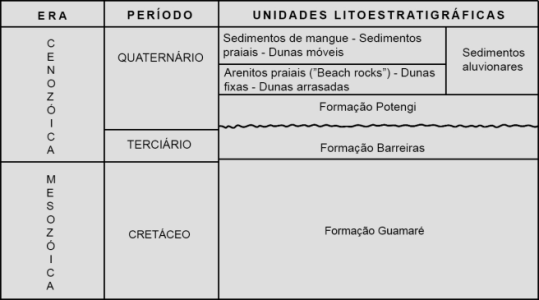 ERA
PERÍODO
UNIDADES LITOESTRATIGRÁFICAS
CENOZÓICA
QUATERNÁRIO
Sedimentos de mangue - Sedimentos
praiais - Dunas móveis
Sedimentos
aluvionares
Arenitos praiais ("Beach rocks") - Dunas
fixas - Dunas arrasadas
Formação Potengi
TERCIÁRIO
Formação Barreiras
MESOZÓICA
CRETÁCEO
Formação Guamaré